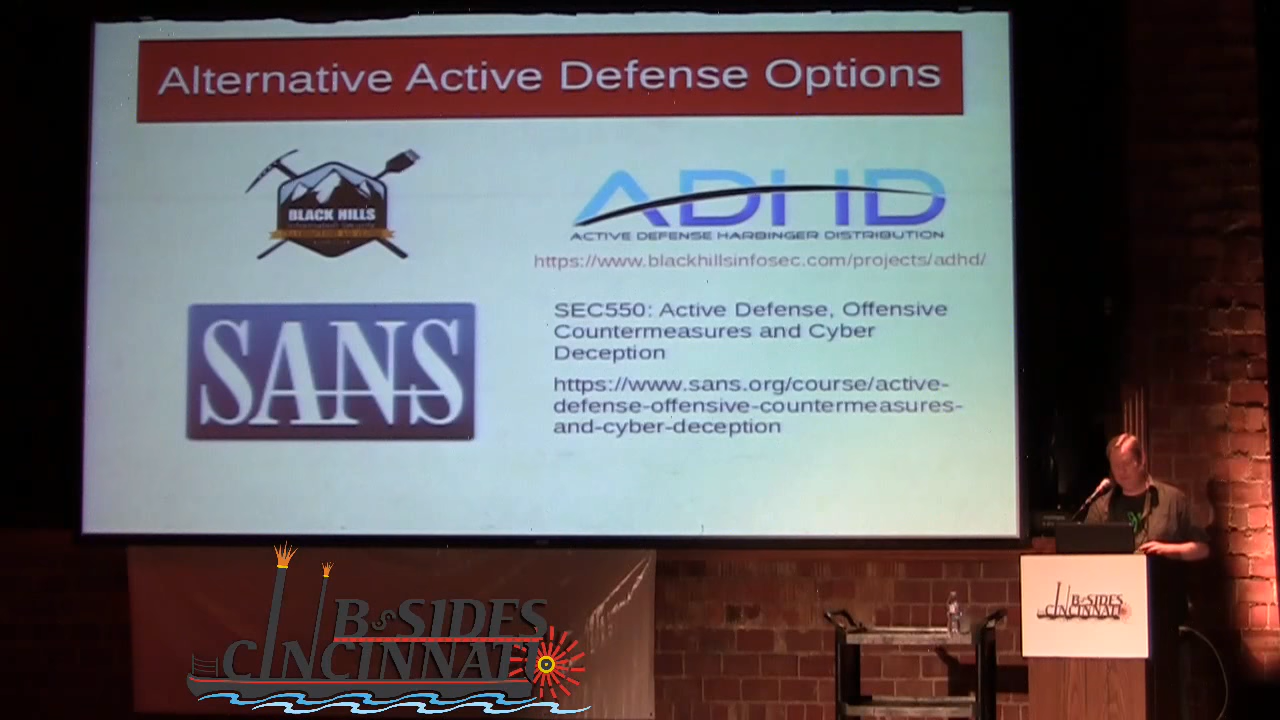 Alternative Active Defense Options
BLACK HILLS
ADHD
ACTIVE DEFENSE HARBINGER DISTRIBUTION
https://www.blackhillsinfosec.com/projects/adhd/
SANS
SEC550: Active Defense, Offensive
Countermeasures and Cyber
Deception
https://www.sans.org/course/active-
defense-offensive-countermeasures-
and-cyber-deception
BSIDES
CINCINNATI
BSIDES
CINCINNATI